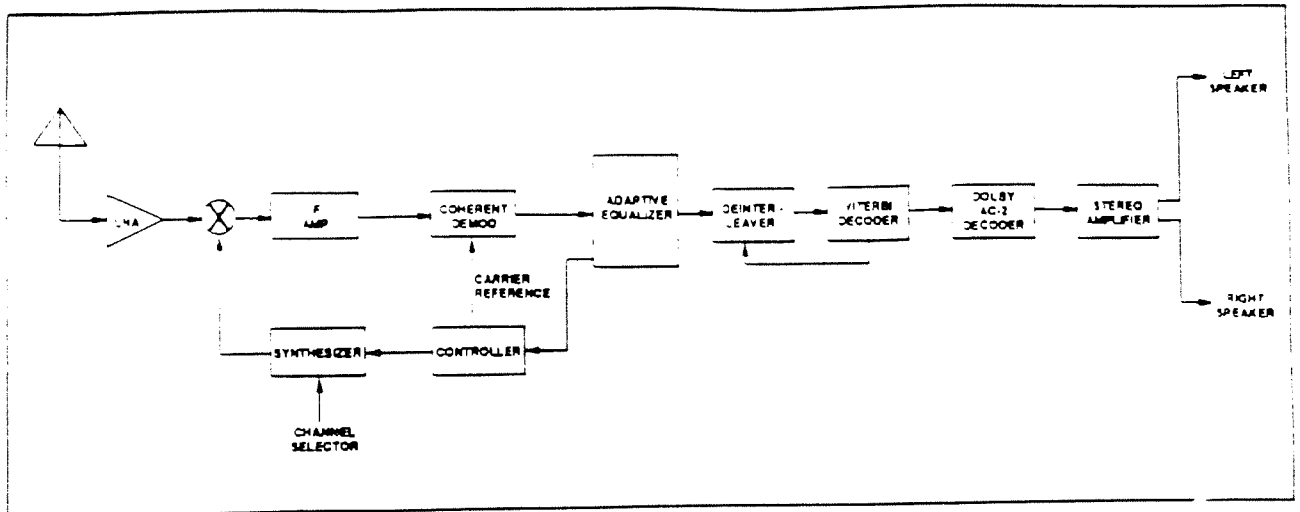 LEFT
SPEAKER
LNA
IF
AMP
COHERENT
DEMOD
ADAPTIVE
EQUALIZER
DEINTER-
LEAVER
VITERBI
DECODER
DOLBY
AC-2
DECODER
STEREO
AMPLIFIER
CARRIER
REFERENCE
RIGHT
SPEAKER
SYNTHESIZER
CONTROLLER
CHANNEL
SELECTOR